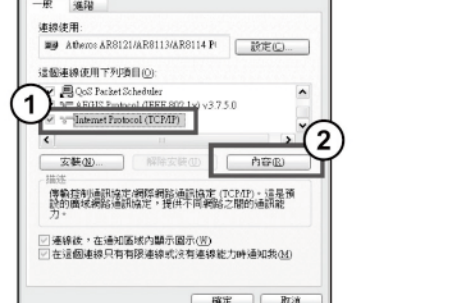 一般 進階
連線使用:
Atheros AR8121/AR8113/AR8114 P
設定(C)...
這個連線使用下列項目(O):
QoS Packet Scheduler
AEGIS Protocol (IEEE 802.1x) v3.7.5.0
Internet Protocol (TCP/IP)
1
2
安裝(N)...
解除安裝(U)
內容(R)
描述
傳輸控制通訊協定/網際網路通訊協定 (TCP/IP)。這是預
設的廣域網路通訊協定，提供不同網路之間的通訊能
力。
連線後，在通知區域內顯示圖示(W)
在這個連線只有有限連線或沒有連線能力時通知我(M)
確定
取消